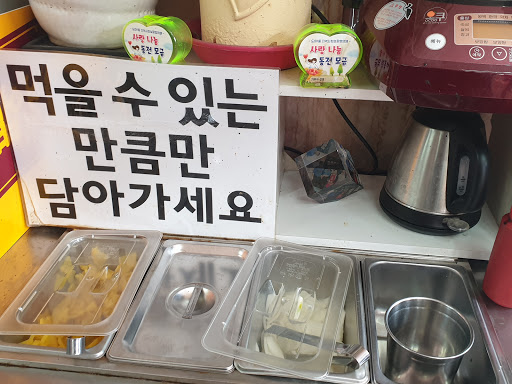 사랑 나눔
동전 모금
사랑 나눔
동전 모금
먹을 수 있는
만큼만
담아가세요